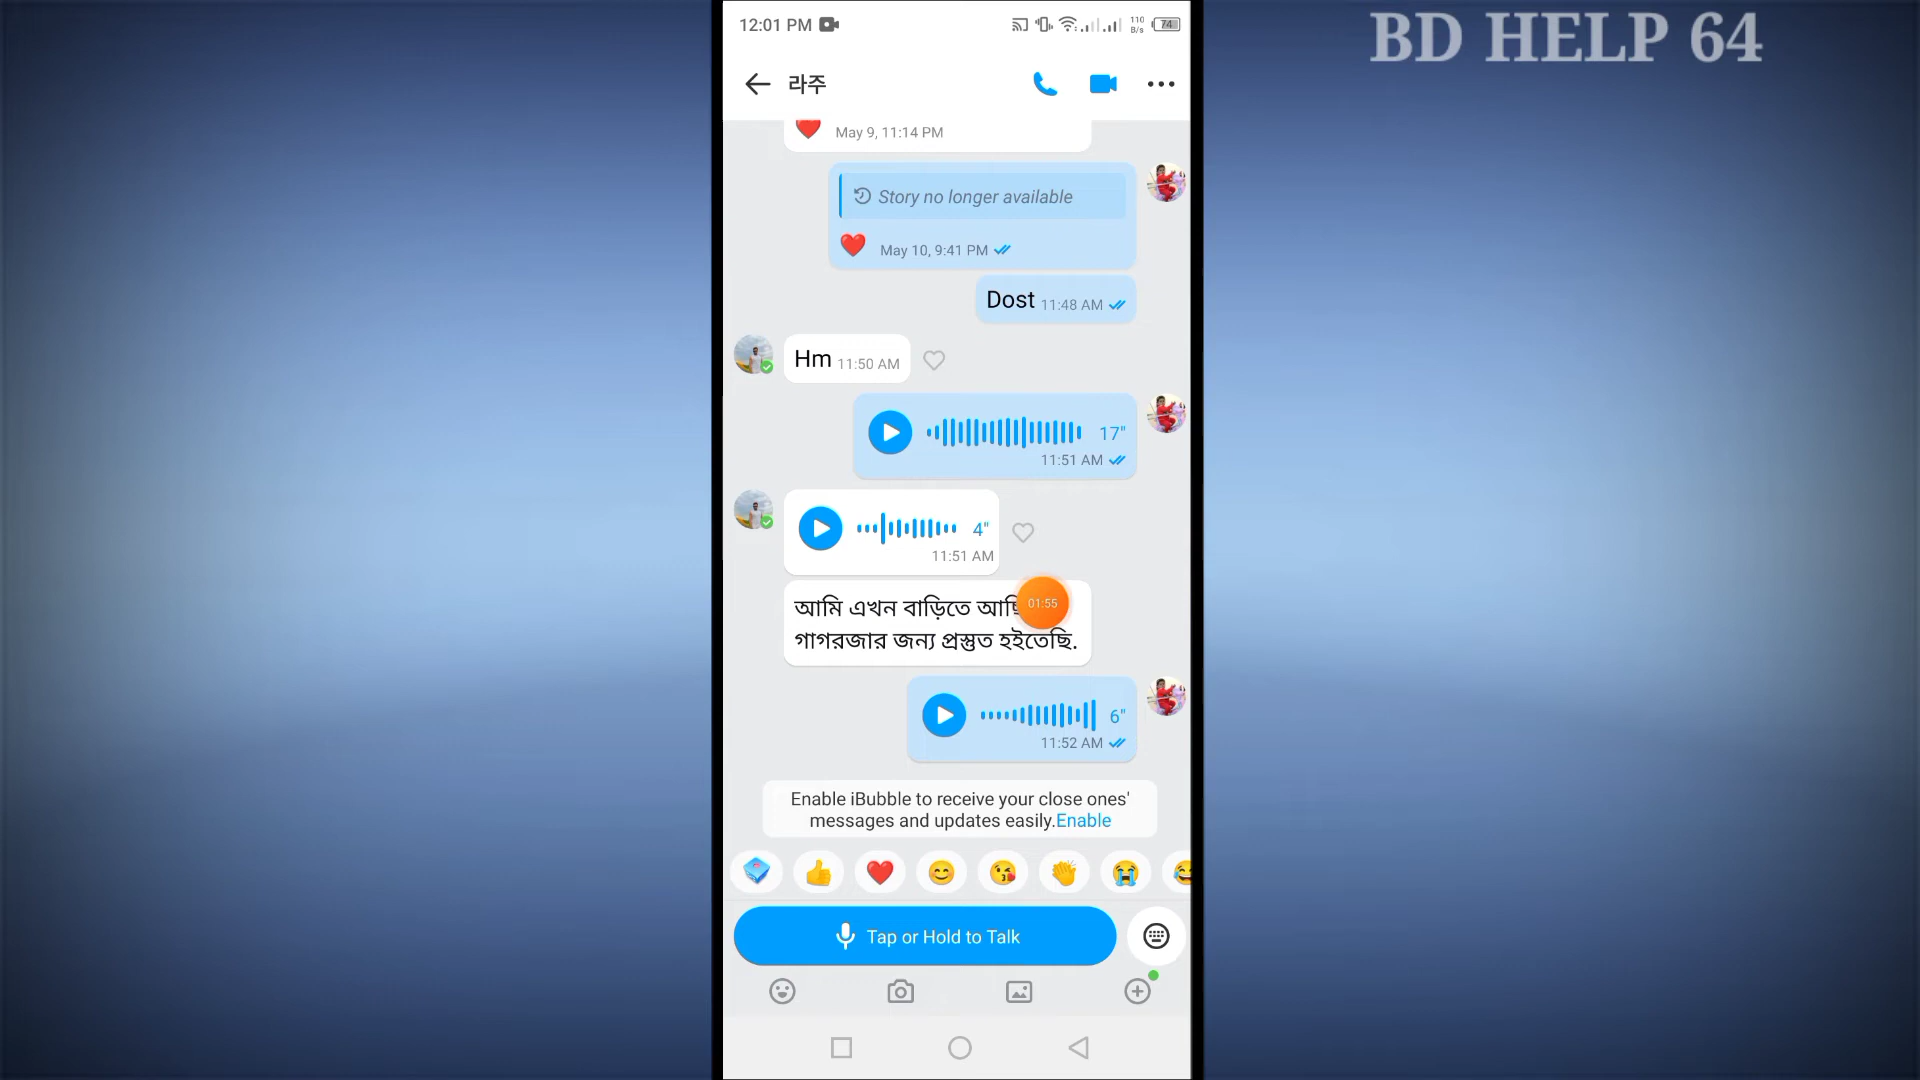 BD HELP 64
12:01 PM
110
B/s
74
라주
May 9, 11:14 PM
Story no longer available
May 10, 9:41 PM
Dost 11:48 AM
Hm 11:50 AM
17"
11:51 AM
4"
11:51 AM
আমি এখন বাড়িতে
01:55
গাগরজার জন্য প্রস্তুত হইতেছি.
6"
11:52 AM
Enable iBubble to receive your close ones'
messages and updates easily.Enable
Tap or Hold to Talk